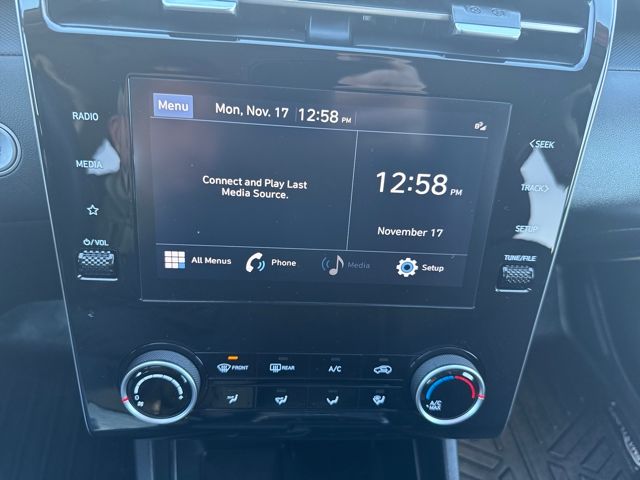 Menu
Mon, Nov. 17 12:58 PM
RADIO
MEDIA
VOL
Connect and Play Last
Media Source.
12:58 PM
November 17
All Menus
Phone
Media
Setup
<SEEK
TRACK>
SETUP
TUNE/FILE
FRONT
REAR
A/C
0
A/C
MAX